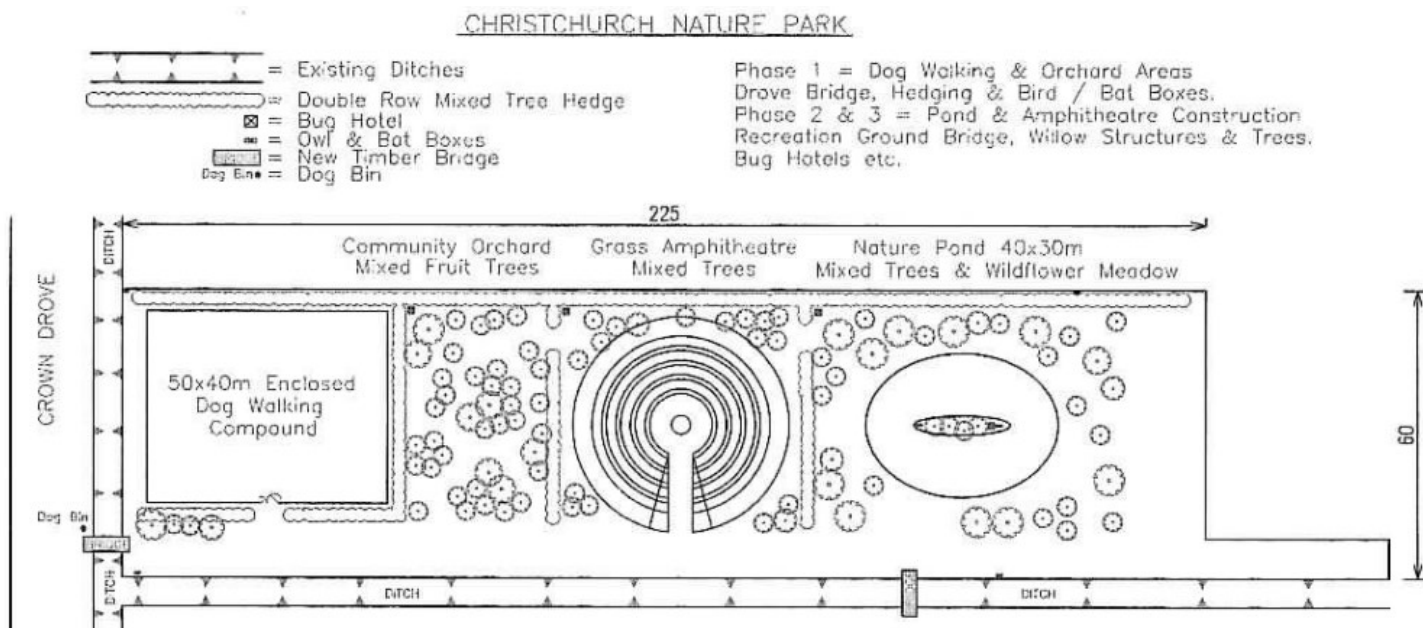 CHRISTCHURCH NATURE PARK
= Existing Ditches
= Double Row Mixed Tree Hedge
= Bug Hotel
= Owl & Bat Boxes
BRIDGE = New Timber Bridge
Dog Bin = Dog Bin
Phase 1 = Dog Walking & Orchard Areas
Drove Bridge, Hedging & Bird / Bat Boxes.
Phase 2 & 3 = Pond & Amphitheatre Construction
Recreation Ground Bridge, Willow Structures & Trees.
Bug Hotels etc.
225
DITCH
Community Orchard
Mixed Fruit Trees
Grass Amphitheatre
Mixed Trees
Nature Pond 40x30m
Mixed Trees & Wildflower Meadow
CROWN DROVE
50x40m Enclosed
Dog Walking
Compound
60
Dog Bin
BRIDGE
DITCH
DITCH
BRIDGE
DITCH